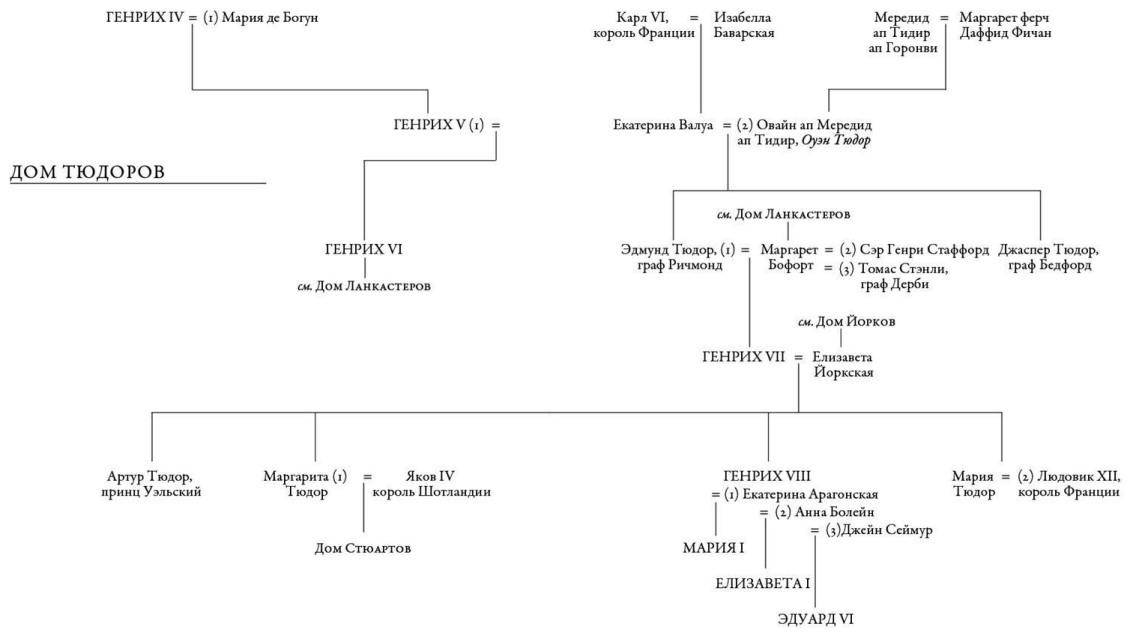 ГЕНРИХ IV = (1) Мария де Богун
Карл VI, = Изабелла
король Франции Баварская
Мередид = Маргарет ферч
ап Тидир Даффид Фичан
ап Горонви
ГЕНРИХ V (1) =
Екатерина Валуа = (2) Овайн ап Мередид
ап Тидир, Оуэн Тюдор
ДОМ ТЮДОРОВ
см. Дом Ланкастеров
ГЕНРИХ VI
Эдмунд Тюдор, (1) = Маргарет = (2) Сэр Генри Стаффорд
граф Ричмонд Бофорт = (3) Томас Стэнли,
граф Дерби
Джаспер Тюдор,
граф Бедфорд
см. Дом Ланкастеров
см. Дом Йорков
ГЕНРИХ VII = Елизавета
Йоркская
Артур Тюдор,
принц Уэльский
Маргарита (1) = Яков IV
Тюдор король Шотландии
ГЕНРИХ VIII
= (1) Екатерина Арагонская
= (2) Анна Болейн
= (3)Джейн Сеймур
Мария = (2) Людовик XII,
Тюдор король Франции
Дом Стюартов
МАРИЯ I
ЕЛИЗАВЕТА I
ЭДУАРД VI